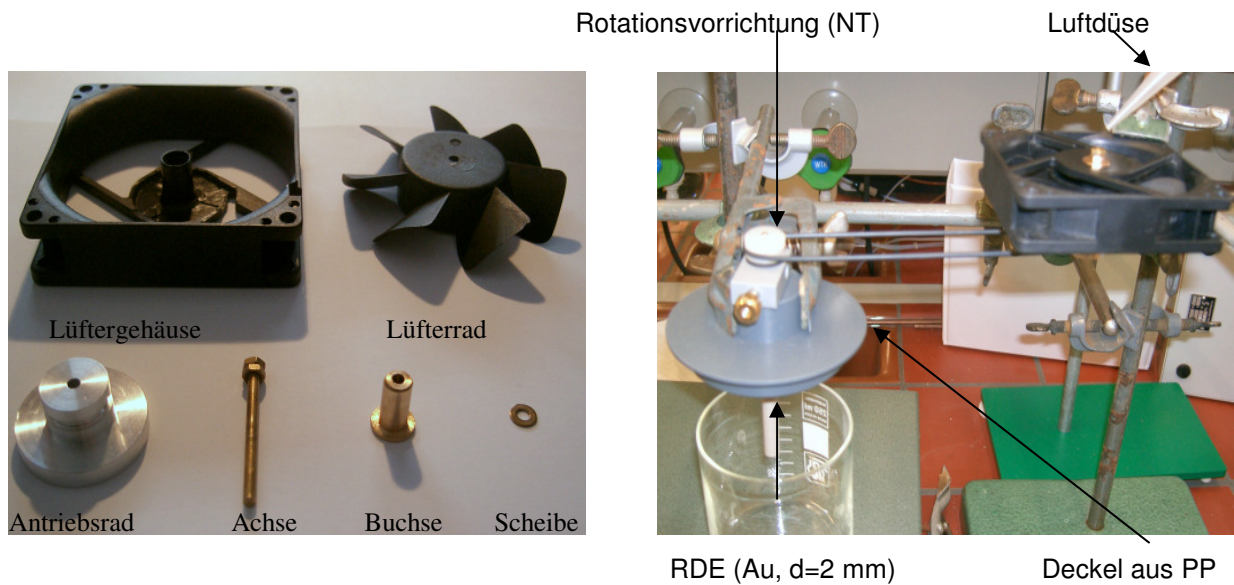 Rotationsvorrichtung (NT)
Luftdüse
Lüftergehäuse
Lüfterrad
Antriebsrad
Achse
Buchse
Scheibe
RDE (Au, d=2 mm)
Deckel aus PP